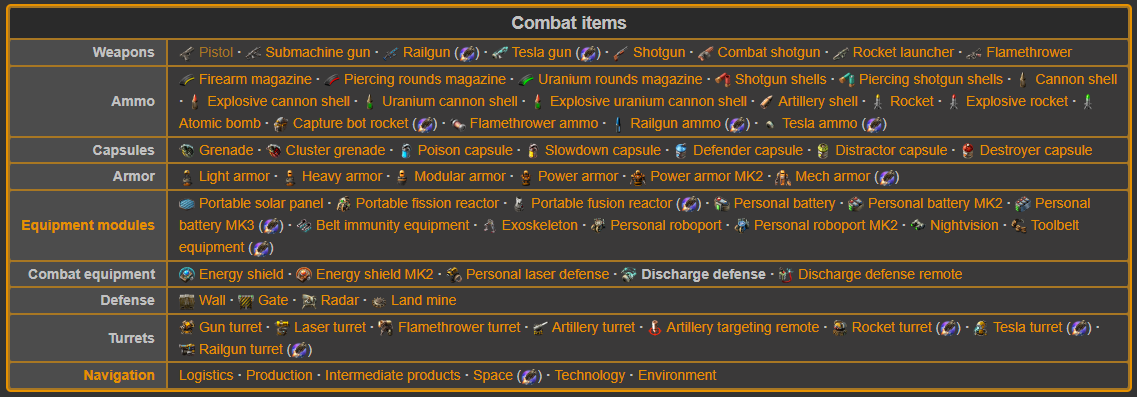 Combat items
Weapons
Pistol · Submachine gun · Railgun () · Tesla gun () · Shotgun · Combat shotgun · Rocket launcher · Flamethrower
Ammo
Firearm magazine · Piercing rounds magazine · Uranium rounds magazine · Shotgun shells · Piercing shotgun shells · Cannon shell
· Explosive cannon shell · Uranium cannon shell · Explosive uranium cannon shell · Artillery shell · Rocket · Explosive rocket ·
Atomic bomb · Capture bot rocket () · Flamethrower ammo · Railgun ammo () · Tesla ammo ()
Capsules
Grenade · Cluster grenade · Poison capsule · Slowdown capsule · Defender capsule · Distractor capsule · Destroyer capsule
Armor
Light armor · Heavy armor · Modular armor · Power armor · Power armor MK2 · Mech armor ()
Equipment modules
Portable solar panel · Portable fission reactor · Portable fusion reactor () · Personal battery · Personal battery MK2 · Personal
battery MK3 () · Belt immunity equipment · Exoskeleton · Personal roboport · Personal roboport MK2 · Nightvision · Toolbelt
equipment ()
Combat equipment
Energy shield · Energy shield MK2 · Personal laser defense · Discharge defense · Discharge defense remote
Defense
Wall · Gate · Radar · Land mine
Turrets
Gun turret · Laser turret · Flamethrower turret · Artillery turret · Artillery targeting remote · Rocket turret () · Tesla turret () ·
Railgun turret ()
Navigation
Logistics · Production · Intermediate products · Space () · Technology · Environment